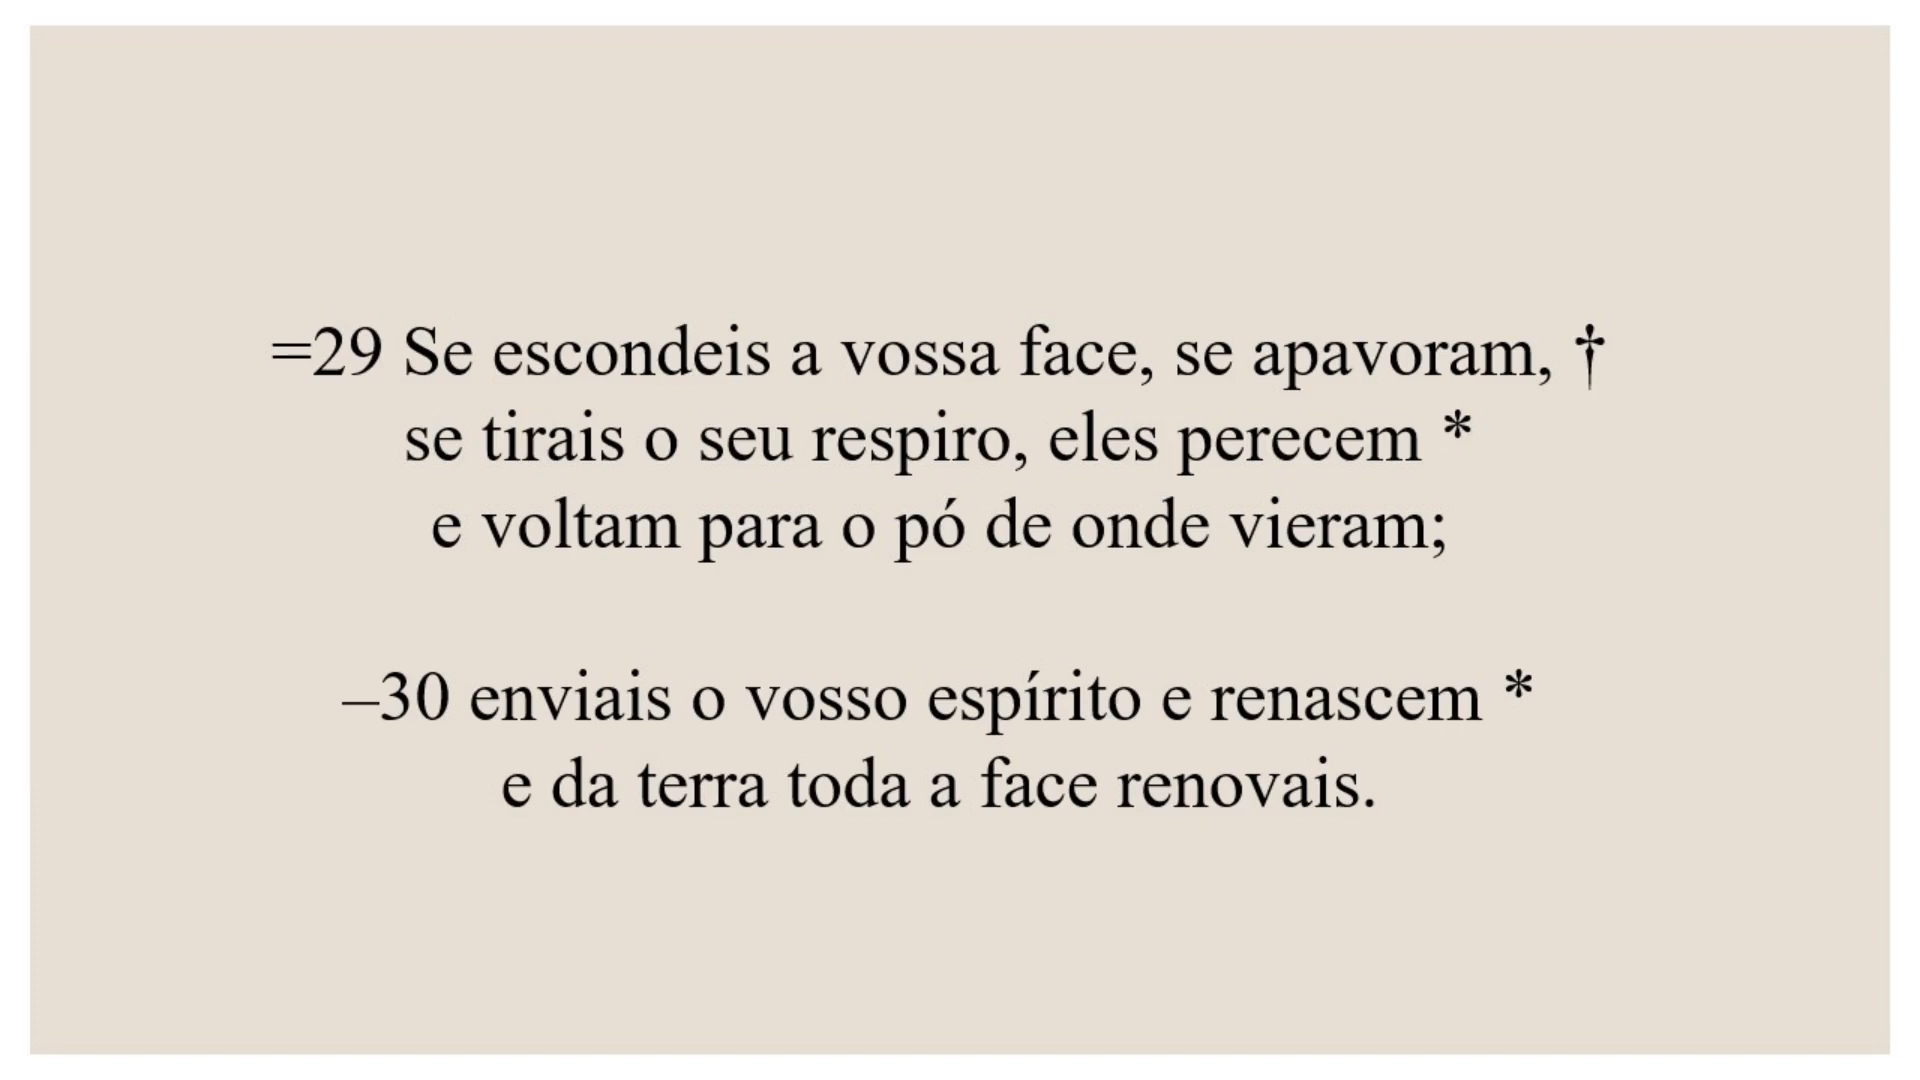 =29 Se escondeis a vossa face, se apavoram, †
se tirais o seu respiro, eles perecem *
e voltam para o pó de onde vieram;
–30 enviais o vosso espírito e renascem *
e da terra toda a face renovais.